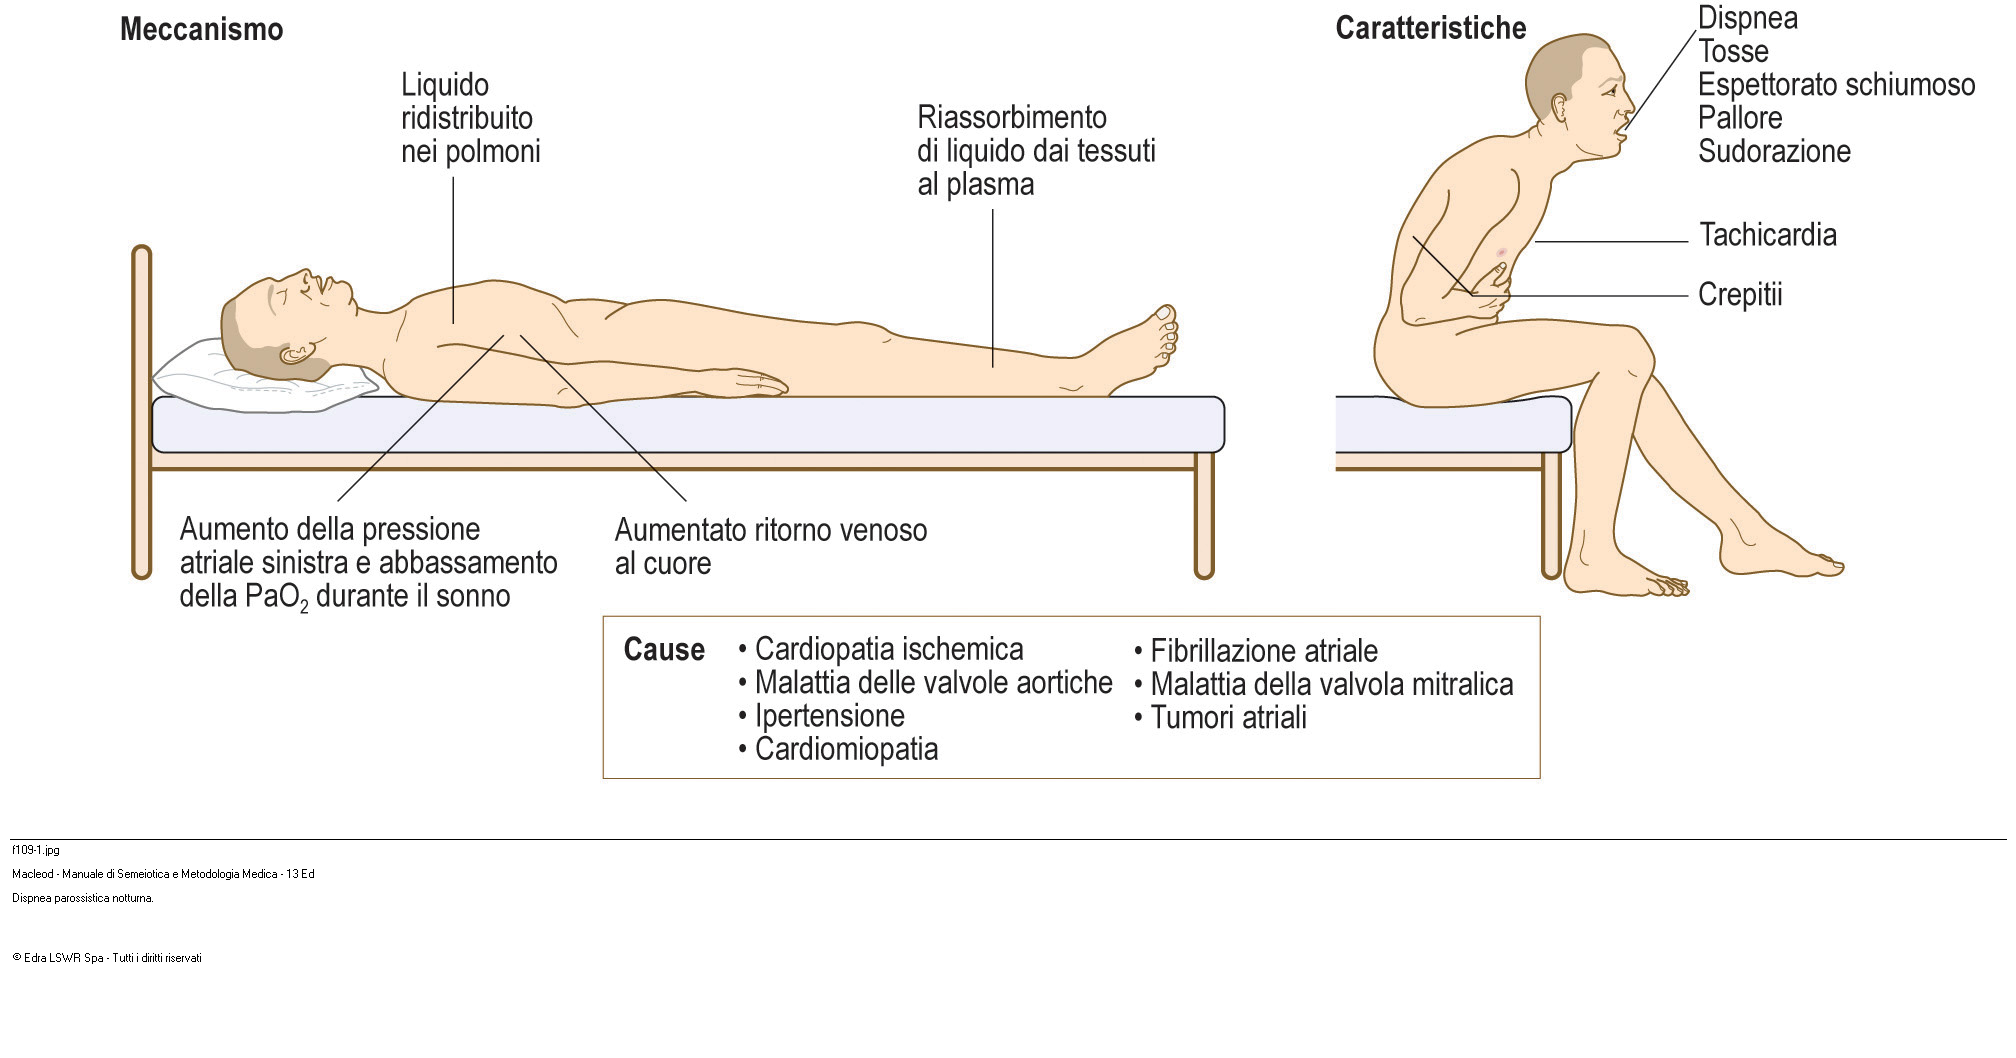 Meccanismo
Liquido
ridistribuito
nei polmoni
Riassorbimento
di liquido dai tessuti
al plasma
Aumento della pressione
atriale sinistra e abbassamento
della PaO2 durante il sonno
Aumentato ritorno venoso
al cuore
Caratteristiche
Dispnea
Tosse
Espettorato schiumoso
Pallore
Sudorazione
Tachicardia
Crepitii
Cause
• Cardiopatia ischemica
• Malattia delle valvole aortiche
• Ipertensione
• Cardiomiopatia
• Fibrillazione atriale
• Malattia della valvola mitralica
• Tumori atriali
f109-1.jpg
Macleod - Manuale di Semeiotica e Metodologia Medica - 13 Ed
Dispnea parossistica notturna.
© Edra LSWR Spa - Tutti i diritti riservati